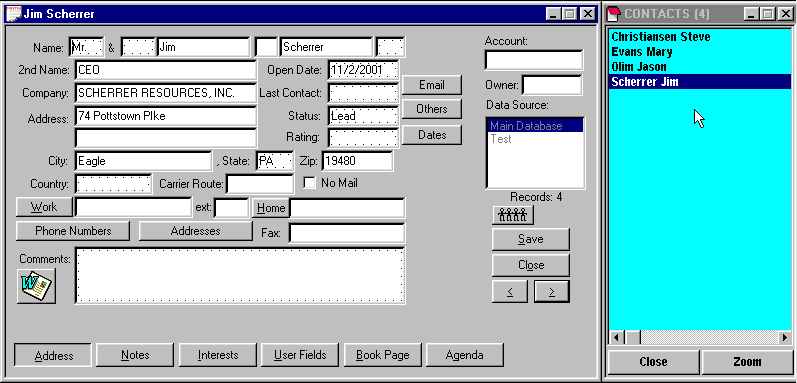 Jim Scherrer
Name: Mr. & Jim Scherrer
2nd Name: CEO Open Date: 11/2/2001
Company: SCHERRER RESOURCES, INC. Last Contact: Email
Address: 74 Pottstown PIke Status: Lead Others
Rating: Dates
City: Eagle , State: PA Zip: 19480
Country: Carrier Route: No Mail
Work ext: Home
Phone Numbers Addresses Fax:
Comments:
Account:
Owner:
Data Source:
Main Database
Test
Records: 4
Save
Close
< >
Address Notes Interests User Fields Book Page Agenda
CONTACTS (4)
Christiansen Steve
Evans Mary
Olim Jason
Scherrer Jim
Close Zoom